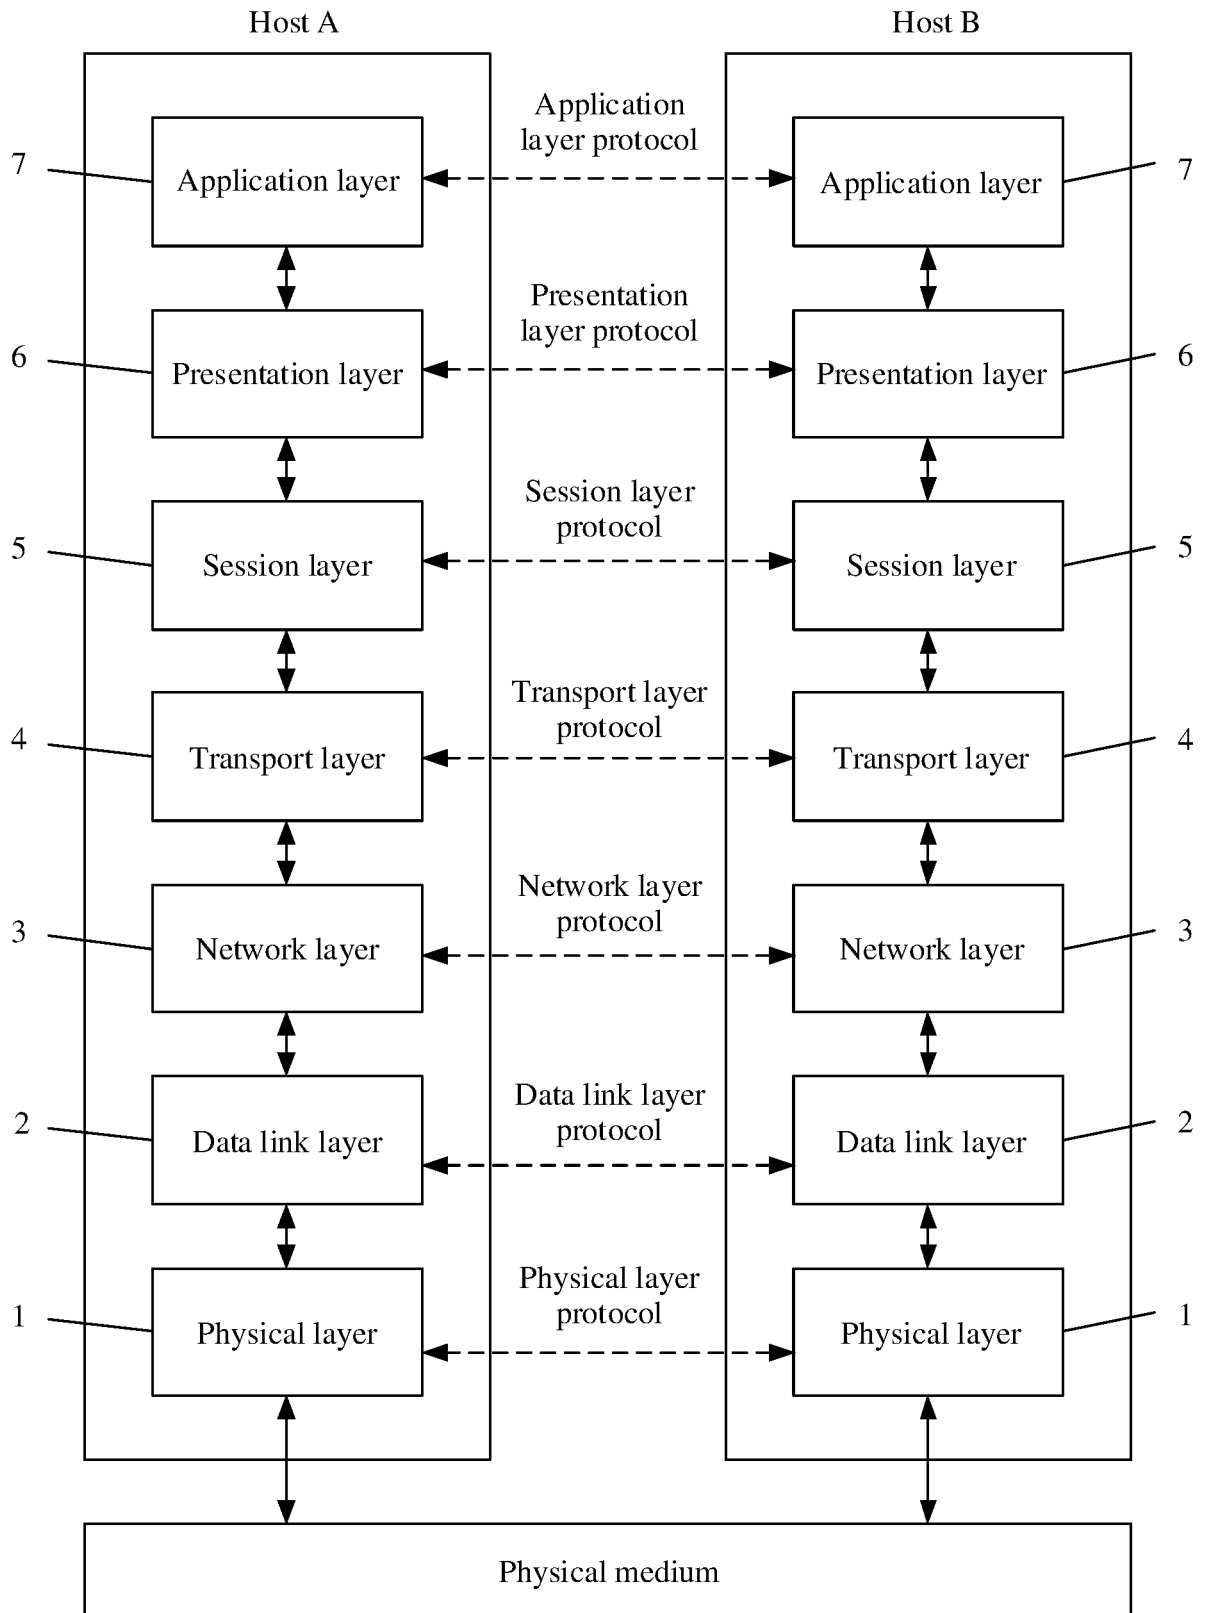 Host A
Host B
Application
layer protocol
7
Application layer
Application layer
7
Presentation
layer protocol
6
Presentation layer
Presentation layer
6
Session layer
protocol
5
Session layer
Session layer
5
Transport layer
protocol
4
Transport layer
Transport layer
4
Network layer
protocol
3
Network layer
Network layer
3
Data link layer
protocol
2
Data link layer
Data link layer
2
Physical layer
protocol
1
Physical layer
Physical layer
1
Physical medium